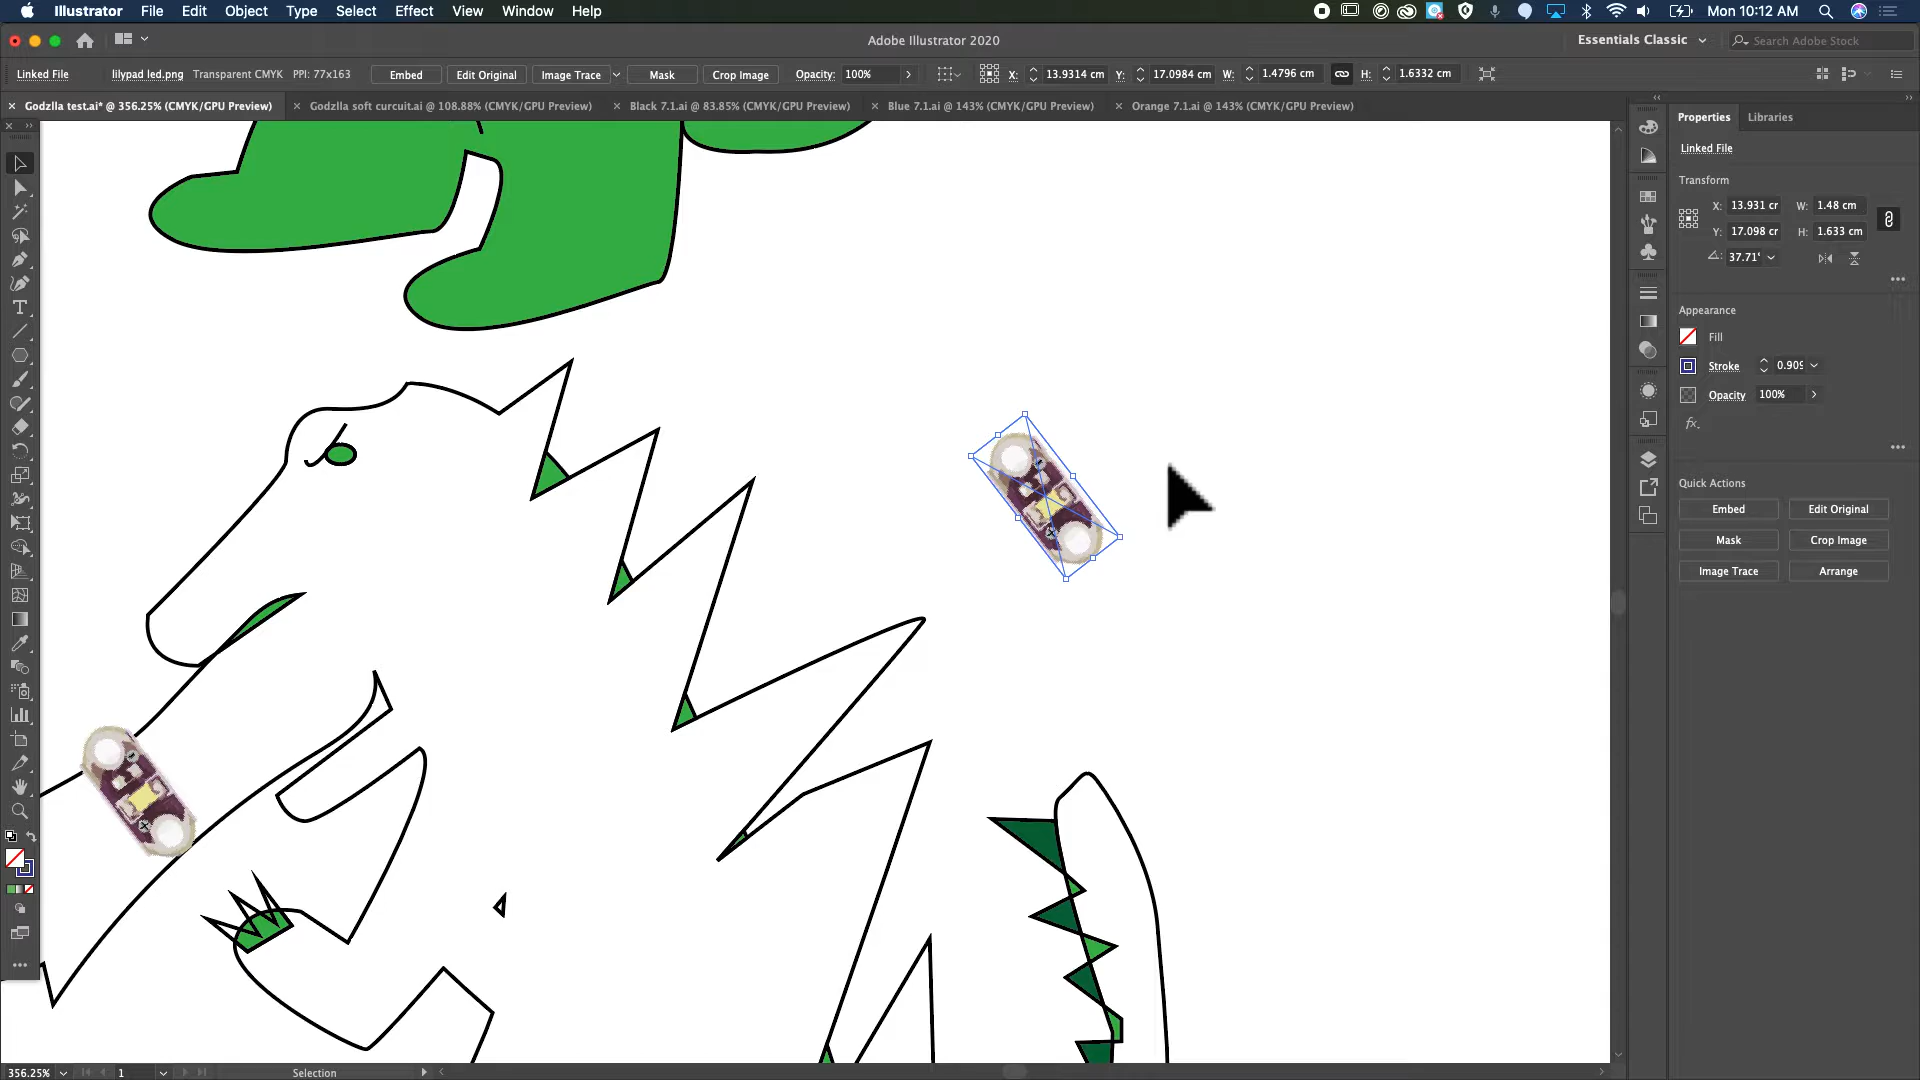 Illustrator File Edit Object Type Select Effect View Window Help
Mon 10:12 AM
Adobe Illustrator 2020
Essentials Classic
Search Adobe Stock
Linked File lilypad led.png Transparent CMYK PPI: 77x163 Embed Edit Original Image Trace Mask Crop Image Opacity: 100% X: 13.9314 cm Y: 17.0984 cm W: 1.4796 cm H: 1.6332 cm
Godzlla test.ai* @ 356.25% (CMYK/GPU Preview) Godzlla soft curcuit.ai @ 108.88% (CMYK/GPU Preview) Black 7.1.ai @ 83.85% (CMYK/GPU Preview) Blue 7.1.ai @ 143% (CMYK/GPU Preview) Orange 7.1.ai @ 143% (CMYK/GPU Preview)
Properties Libraries
Linked File
Transform
X: 13.931 cr W: 1.48 cm
Y: 17.098 cr H: 1.633 cm
37.71°
Appearance
Fill
Stroke 0.909
Opacity 100%
fx.
Quick Actions
Embed Edit Original
Mask Crop Image
Image Trace Arrange
356.25% 1 Selection